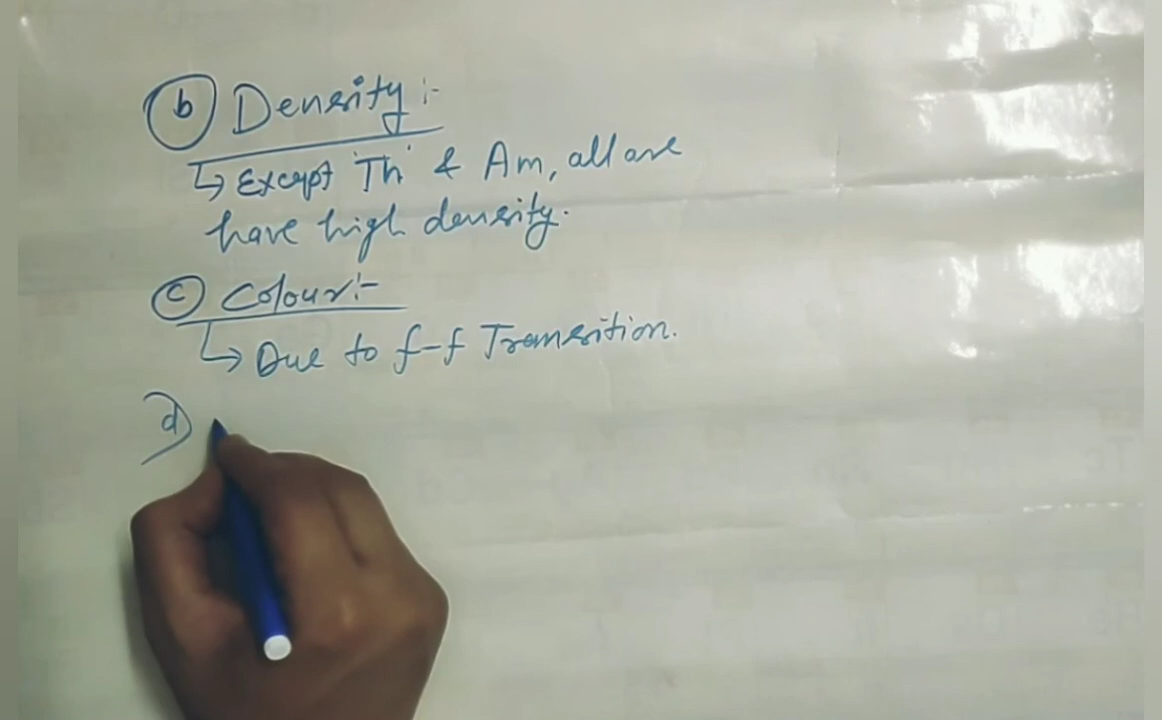 (b) Density :-
↳ Except 'Th' & Am, all are
have high density.
(c) Colour :-
↳ Due to f-f Transition.
d)